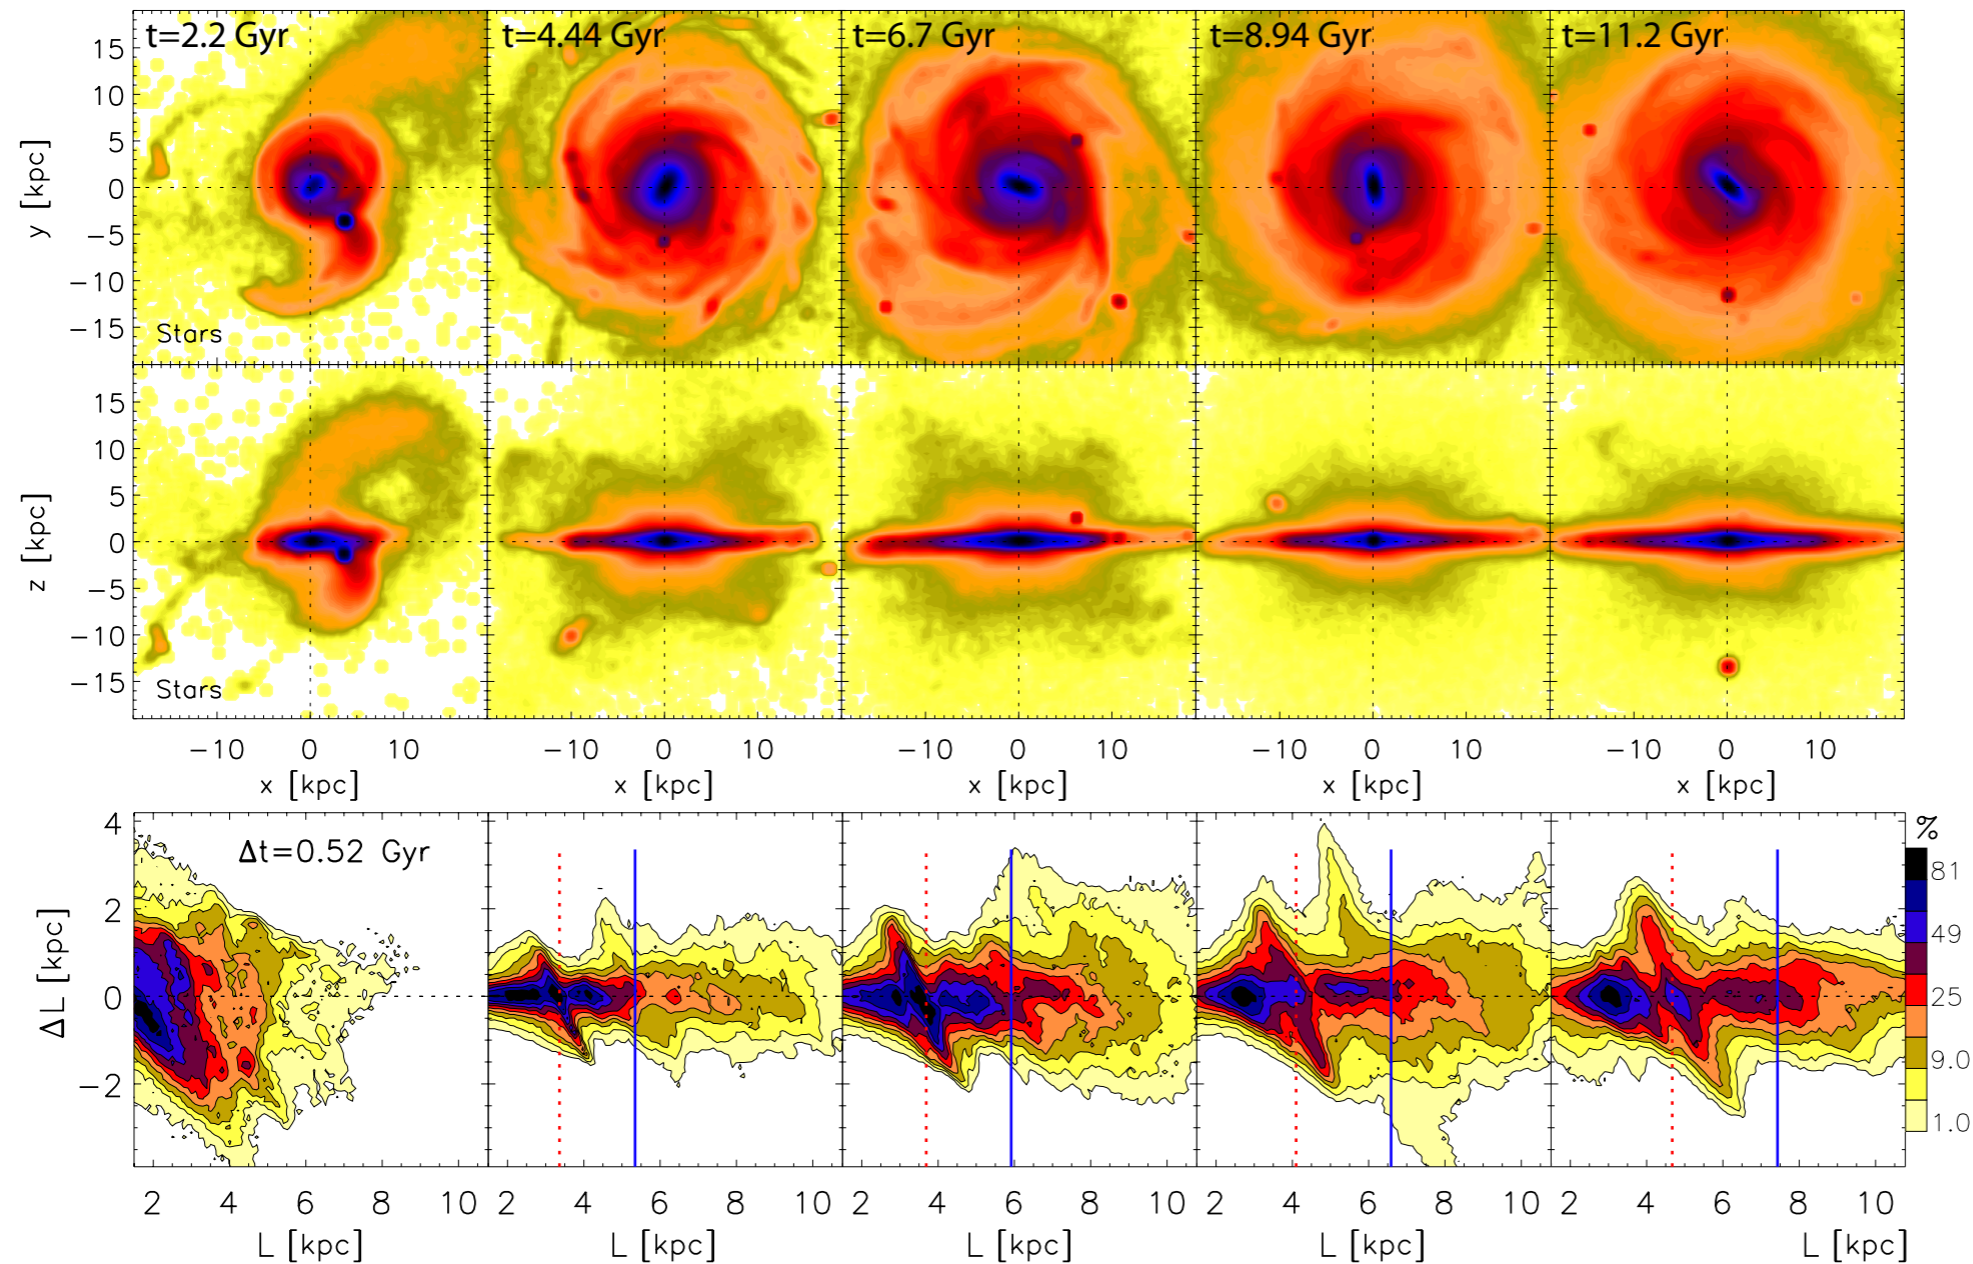 t=2.2 Gyr t=4.44 Gyr t=6.7 Gyr t=8.94 Gyr t=11.2 Gyr
15
10
5
0
−5
−10
−15
y [kpc]
Stars
15
10
5
0
−5
−10
−15
z [kpc]
Stars
−10 0 10 −10 0 10 −10 0 10 −10 0 10 −10 0 10
x [kpc] x [kpc] x [kpc] x [kpc] x [kpc]
4
2
0
−2
ΔL [kpc]
Δt=0.52 Gyr
%
81
49
25
9.0
1.0
2 4 6 8 10 2 4 6 8 10 2 4 6 8 10 2 4 6 8 10 2 4 6 8 10
L [kpc] L [kpc] L [kpc] L [kpc] L [kpc]